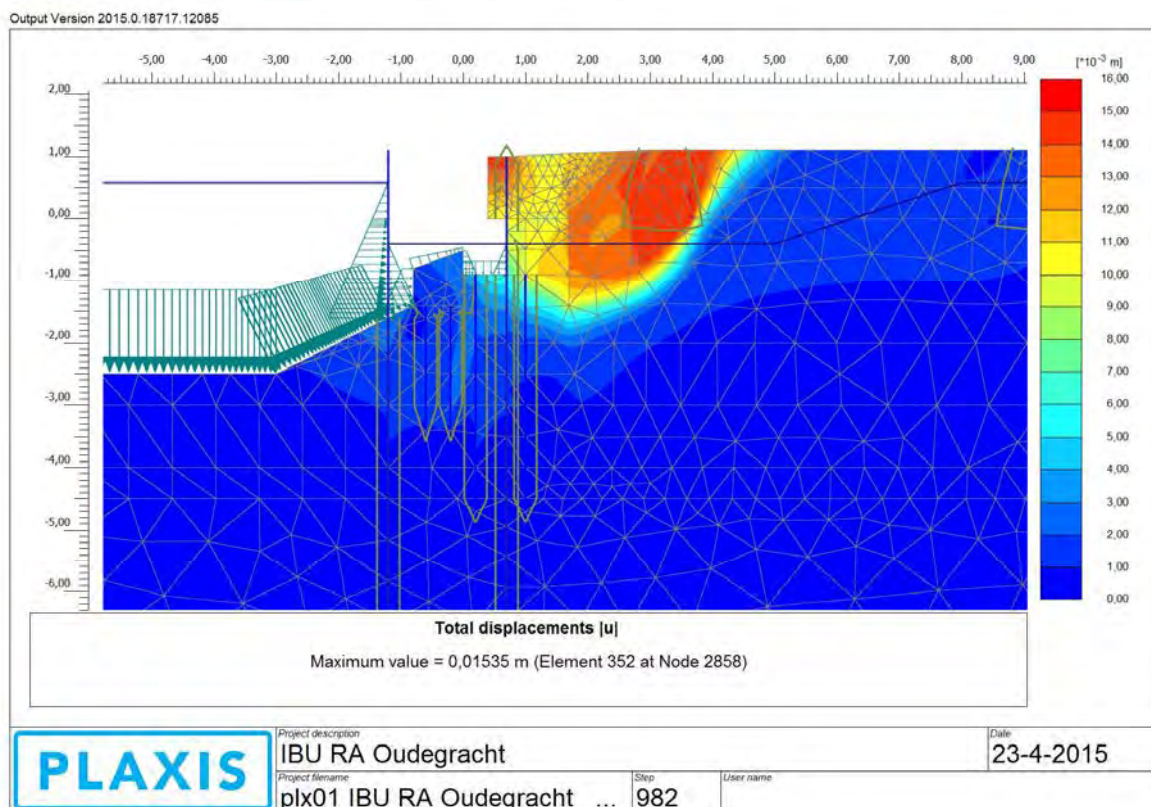 Output Version 2015.0.18717.12085
-5,00 -4,00 -3,00 -2,00 -1,00 0,00 1,00 2,00 3,00 4,00 5,00 6,00 7,00 8,00 9,00
[*10⁻³ m]
2,00
1,00
0,00
-1,00
-2,00
-3,00
-4,00
-5,00
-6,00
16,00
15,00
14,00
13,00
12,00
11,00
10,00
9,00
8,00
7,00
6,00
5,00
4,00
3,00
2,00
1,00
0,00
Total displacements |u|
Maximum value = 0,01535 m (Element 352 at Node 2858)
PLAXIS
Project description
IBU RA Oudegracht
Date
23-4-2015
Project filename
plx01 IBU RA Oudegracht ...
Step
982
User name